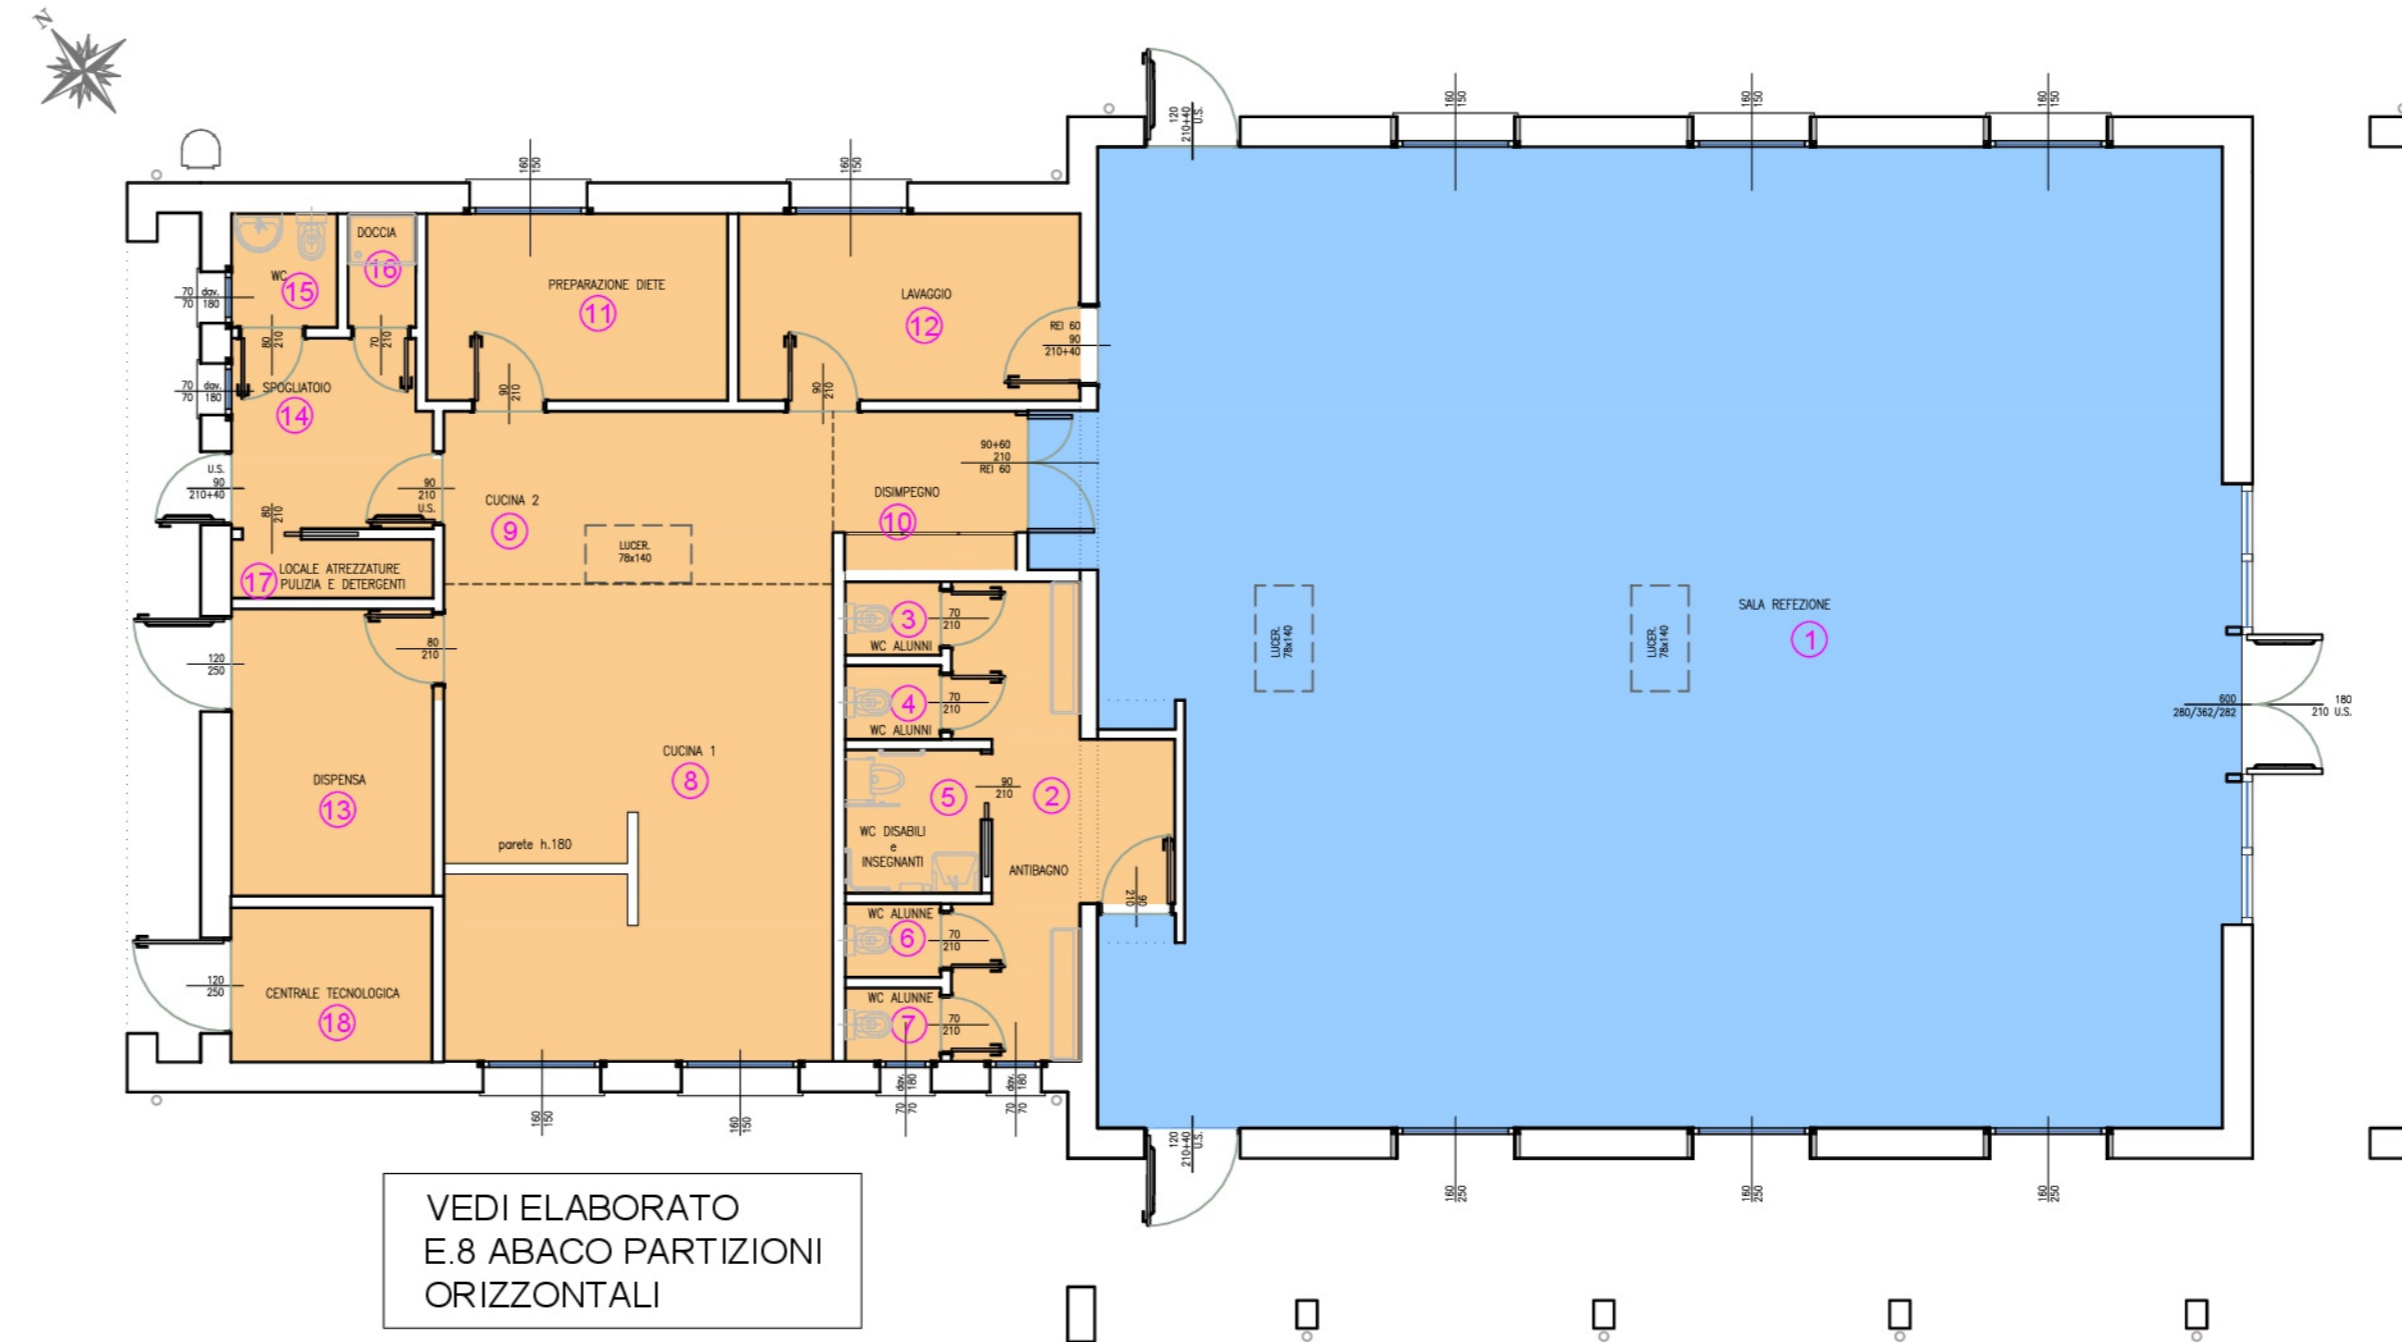 N
120
210+40
U.S.
160
150
160
150
160
150
160
150
160
150
DOCCIA
16
WC
15
70 dav.
70 180
80
210
70
210
PREPARAZIONE DIETE
11
LAVAGGIO
12
REI 60
90
210+40
70 dav.
70 180
SPOGLIATOIO
14
90
210
90
210
U.S.
90
210+40
90
210
U.S.
80
210
CUCINA 2
9
90+60
210
REI 60
DISIMPEGNO
10
LUCER.
78x140
17
LOCALE ATREZZATURE
PULIZIA E DETERGENTI
3
70
210
WC ALUNNI
4
70
210
WC ALUNNI
120
250
80
210
LUCER.
78x140
LUCER.
78x140
SALA REFEZIONE
1
600
280/362/282
180
210 U.S.
CUCINA 1
8
DISPENSA
13
5
90
210
2
WC DISABILI
e
INSEGNANTI
parete h.180
ANTIBAGNO
90
210
WC ALUNNE
6
70
210
WC ALUNNE
7
70
210
120
250
CENTRALE TECNOLOGICA
18
160
150
160
150
dav.
180
70
70
dav.
180
70
70
120
210+40
U.S.
160
250
160
250
160
250
VEDI ELABORATO
E.8 ABACO PARTIZIONI
ORIZZONTALI